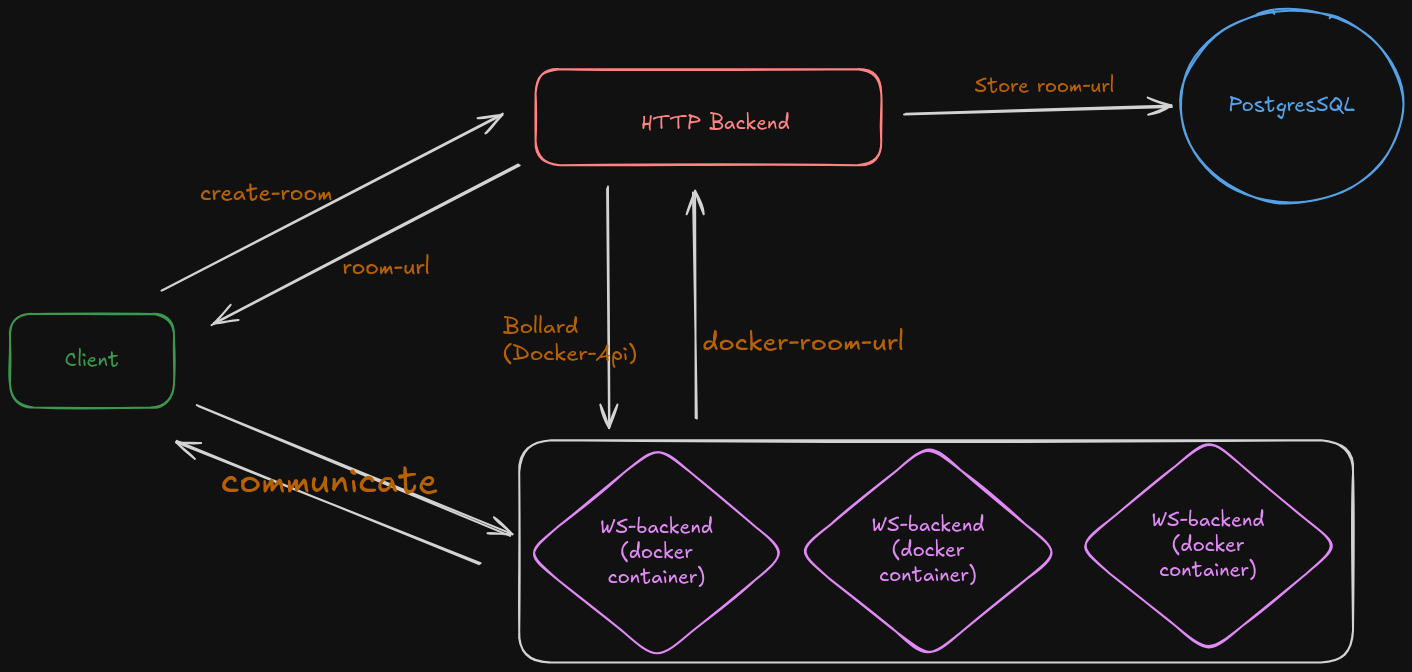 Store room-url
PostgresSQL
HTTP Backend
create-room
room-url
Bollard
(Docker-Api)
docker-room-url
Client
communicate
WS-backend
(docker
container)
WS-backend
(docker
container)
WS-backend
(docker
container)